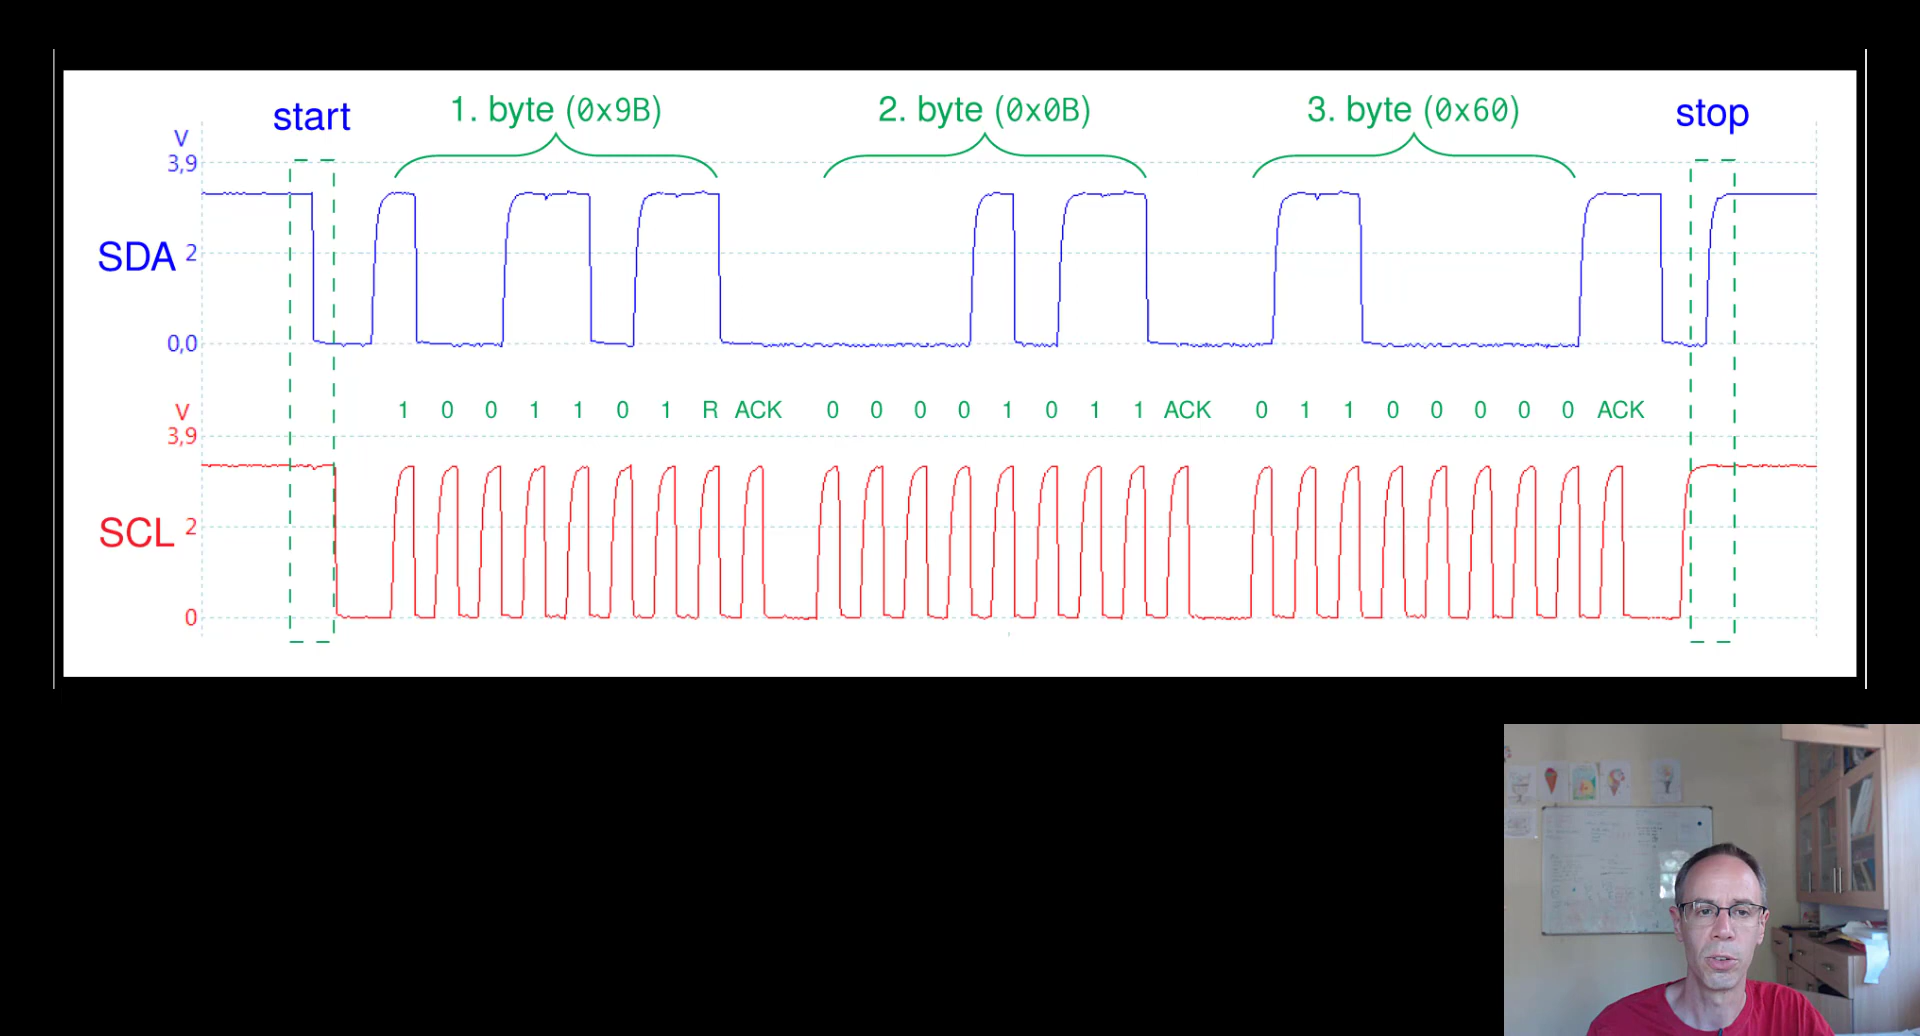 start
1. byte (0x9B)
2. byte (0x0B)
3. byte (0x60)
stop
V
3,9
SDA
2
0,0
1 0 0 1 1 0 1 R ACK 0 0 0 0 1 0 1 1 ACK 0 1 1 0 0 0 0 0 ACK
V
3,9
SCL
2
0